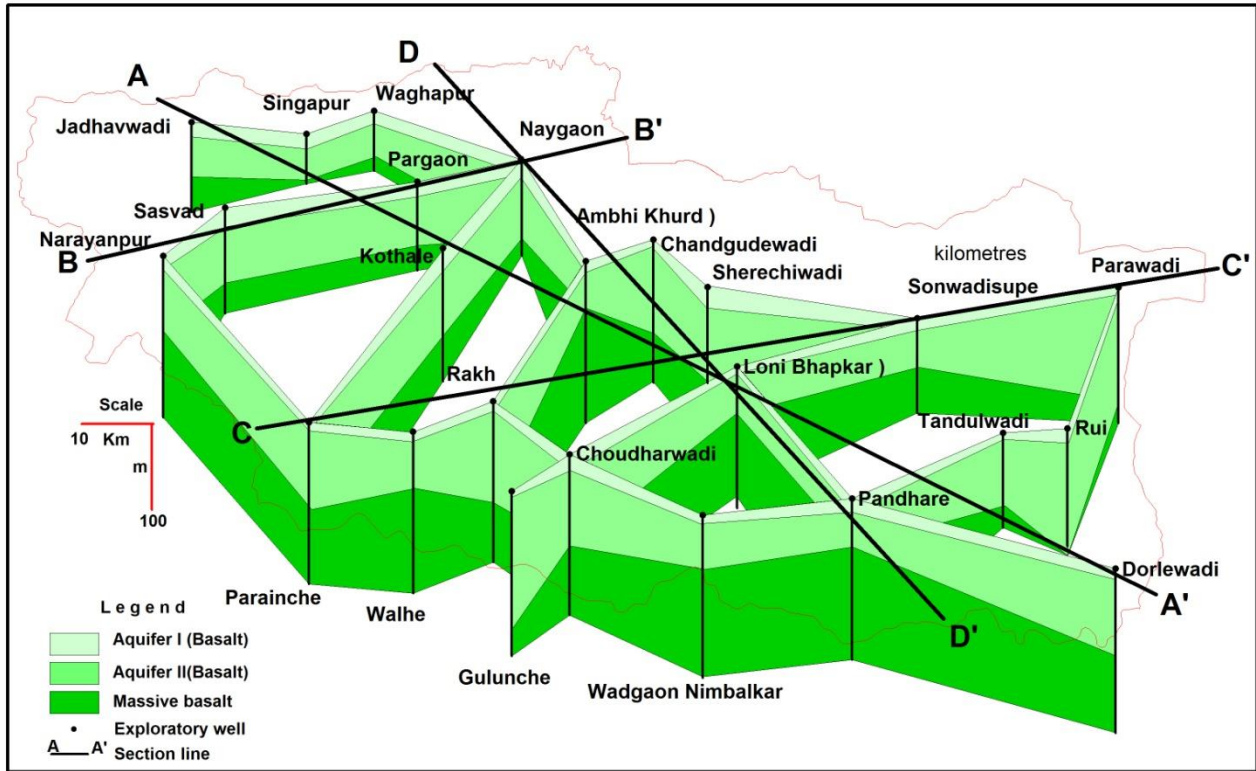 D
A
Waghapur
Singapur
Jadhavwadi
Naygaon
B'
Pargaon
Sasvad
Ambhi Khurd )
Narayanpur
B
Kothale
Chandgudewadi
Sherechiwadi
kilometres
Parawadi
C'
Sonwadisupe
Rakh
Loni Bhapkar )
Scale
10 Km
m
100
C
Tandulwadi
Rui
Choudharwadi
Pandhare
Dorlewadi
A'
Parainche
Walhe
D'
Gulunche
Wadgaon Nimbalkar
Legend
Aquifer I (Basalt)
Aquifer II(Basalt)
Massive basalt
Exploratory well
A A' Section line